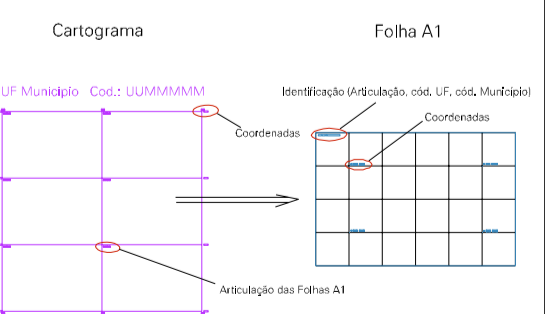 Cartograma
Folha A1
UF Município Cod.: UUMMMMM
Identificação (Articulação, cód. UF, cód. Município)
Coordenadas
Coordenadas
Articulação das Folhas A1